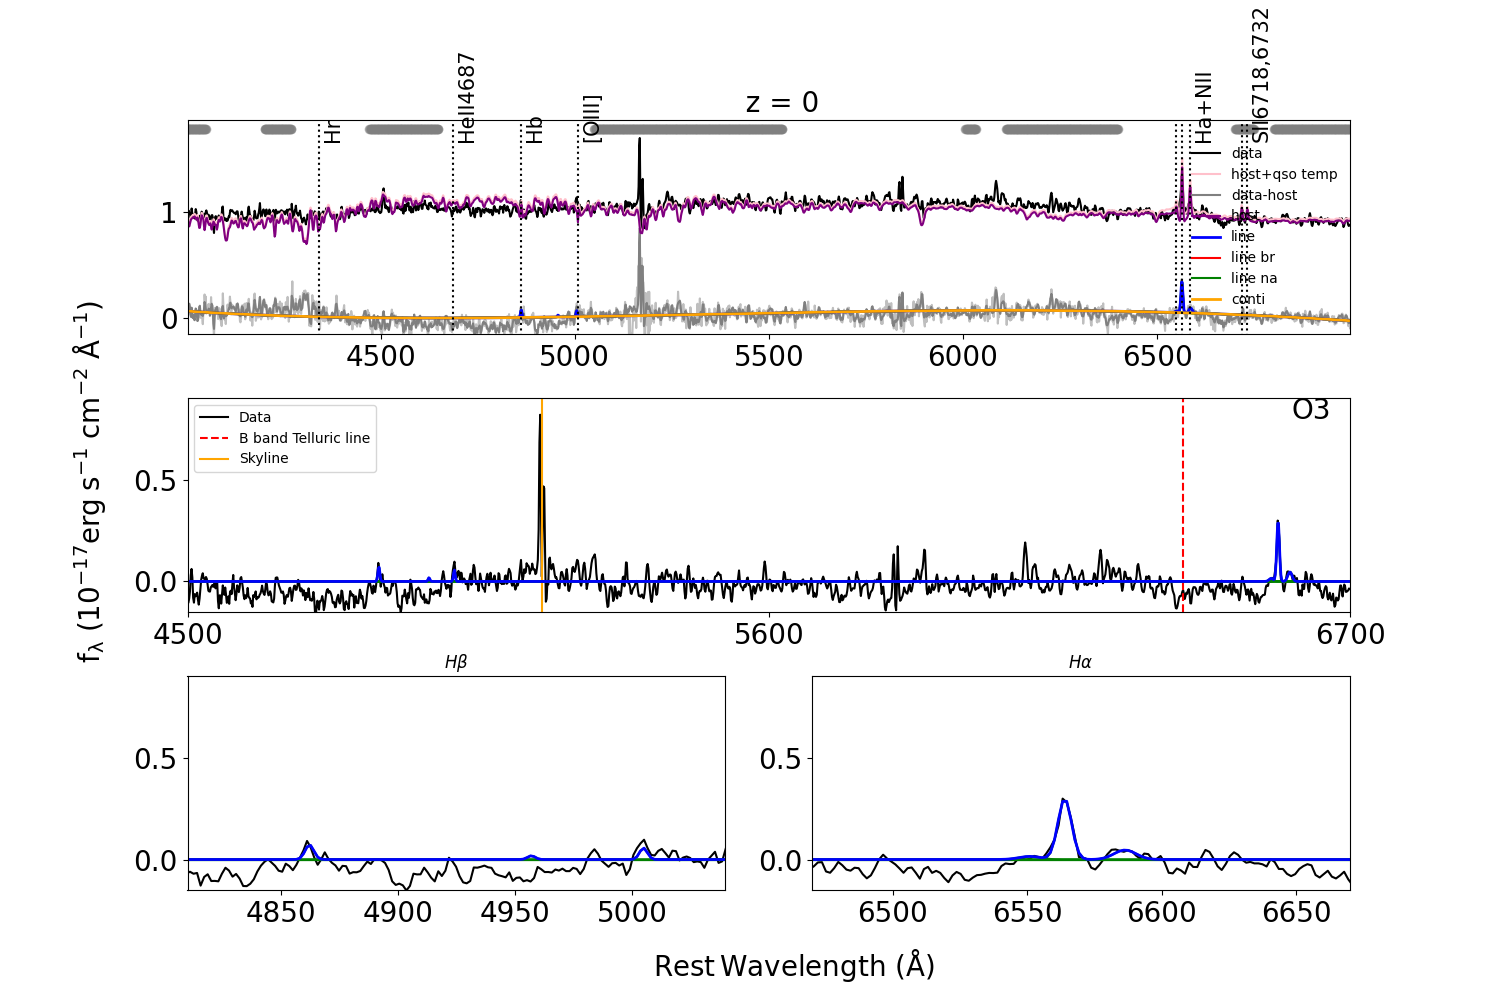 z = 0
Hr
HeII4687
Hb
[OIII]
Ha+NII
SII6718,6732
data
host+qso temp
data-host
host
line
line br
line na
conti
1
0
4500
5000
5500
6000
6500
fλ (10⁻¹⁷erg s⁻¹ cm⁻² Å⁻¹)
Data
B band Telluric line
Skyline
O3
0.5
0.0
4500
5600
6700
Hβ
0.5
0.0
4850
4900
4950
5000
Hα
0.5
0.0
6500
6550
6600
6650
Rest Wavelength (Å)